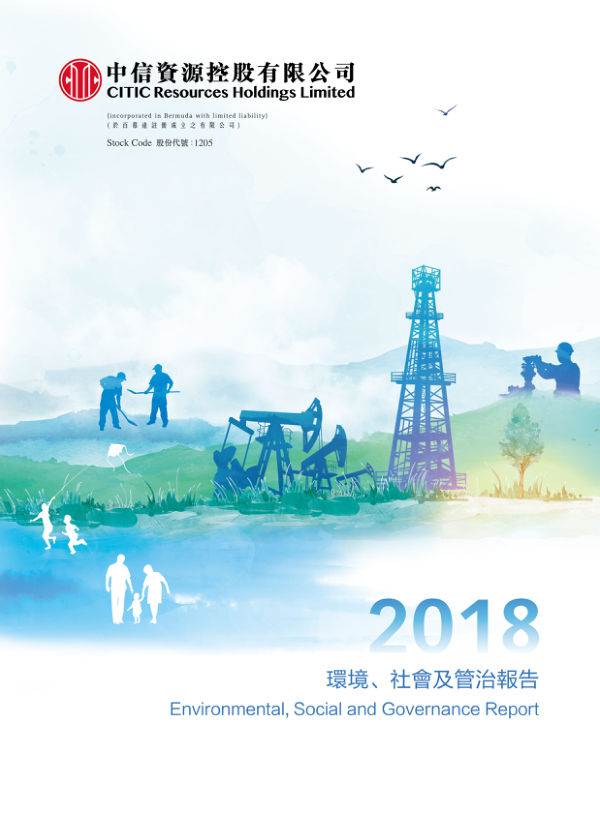 CITIC
中信資源控股有限公司
CITIC Resources Holdings Limited
(incorporated in Bermuda with limited liability)
(於百慕達註冊成立之有限公司)
Stock Code 股份代號：1205
2018
環境、社會及管治報告
Environmental, Social and Governance Report